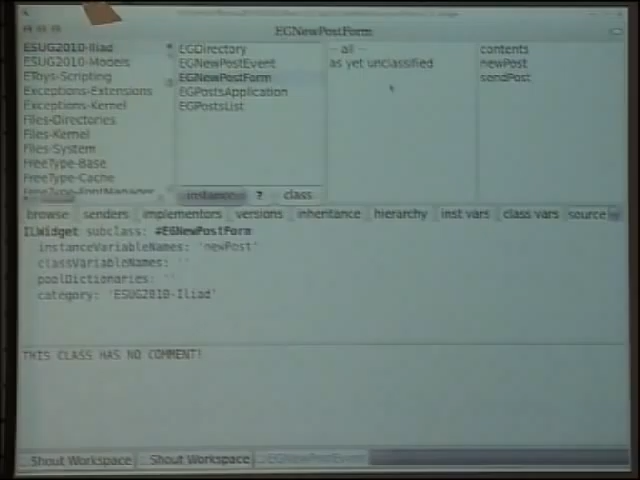 EGNewPostForm
ESUG2010-Iliad
ESUG2010-Models
EToys-Scripting
Exceptions-Extensions
Exceptions-Kernel
Files-Directories
Files-Kernel
Files-System
FreeType-Base
FreeType-Cache
FreeType-FontManager
EGDirectory
EGNewPostEvent
EGNewPostForm
EGPostsApplication
EGPostsList
instance ? class
-- all --
as yet unclassified
contents
newPost
sendPost
browse senders implementors versions inheritance hierarchy inst vars class vars source
ILWidget subclass: #EGNewPostForm
instanceVariableNames: 'newPost'
classVariableNames: ''
poolDictionaries: ''
category: 'ESUG2010-Iliad'
THIS CLASS HAS NO COMMENT!
Shout Workspace Shout Workspace EGNewPostEvent